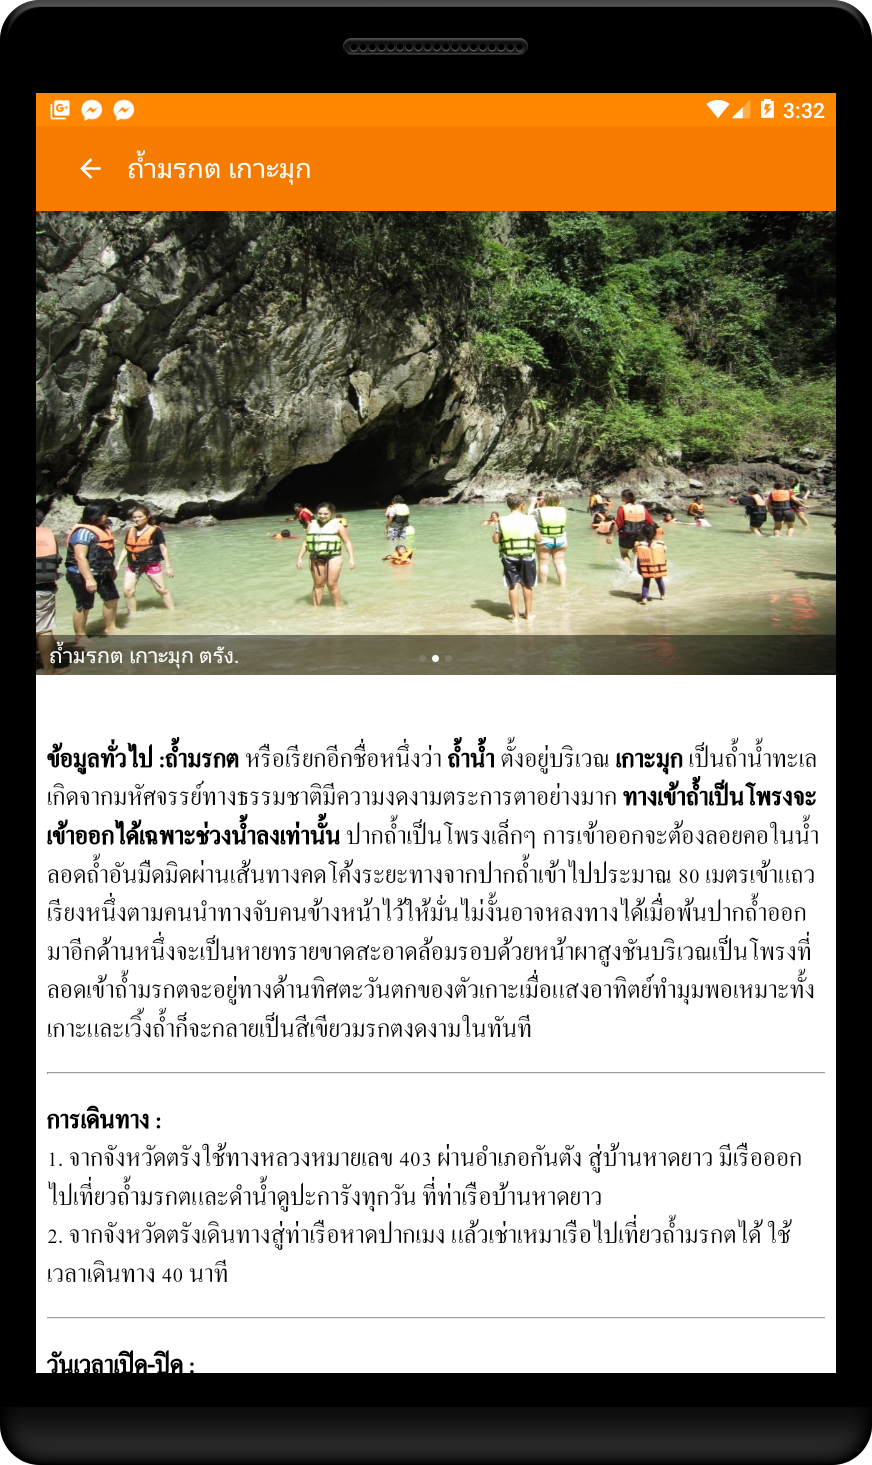 3:32
ถ้ำมรกต เกาะมุก
ถ้ำมรกต เกาะมุก ตรัง.
ข้อมูลทั่วไป :ถ้ำมรกต หรือเรียกอีกชื่อหนึ่งว่า ถ้ำน้ำ ตั้งอยู่บริเวณ เกาะมุก เป็นถ้ำน้ำทะเล
เกิดจากมหัศจรรย์ทางธรรมชาติมีความงดงามตระการตาอย่างมาก ทางเข้าถ้ำเป็นโพรงจะ
เข้าออกได้เฉพาะช่วงน้ำลงเท่านั้น ปากถ้ำเป็นโพรงเล็กๆ การเข้าออกจะต้องลอยคอในน้ำ
ลอดถ้ำอันมืดมิดผ่านเส้นทางคดโค้งระยะทางจากปากถ้ำเข้าไปประมาณ 80 เมตรเข้าแถว
เรียงหนึ่งตามคนนำทางจับคนข้างหน้าไว้ให้มั่นไม่งั้นอาจหลงทางได้เมื่อพ้นปากถ้ำออก
มาอีกด้านหนึ่งจะเป็นหายทรายขาดสะอาดล้อมรอบด้วยหน้าผาสูงชันบริเวณเป็นโพรงที่
ลอดเข้าถ้ำมรกตจะอยู่ทางด้านทิศตะวันตกของตัวเกาะเมื่อแสงอาทิตย์ทำมุมพอเหมาะทั้ง
เกาะและเวิ้งถ้ำก็จะกลายเป็นสีเขียวมรกตงดงามในทันที
การเดินทาง :
1. จากจังหวัดตรังใช้ทางหลวงหมายเลข 403 ผ่านอำเภอกันตัง สู่บ้านหาดยาว มีเรือออก
ไปเที่ยวถ้ำมรกตและดำน้ำดูปะการังทุกวัน ที่ท่าเรือบ้านหาดยาว
2. จากจังหวัดตรังเดินทางสู่ท่าเรือหาดปากเมง แล้วเช่าเหมาเรือไปเที่ยวถ้ำมรกตได้ ใช้
เวลาเดินทาง 40 นาที
วันเวลาเปิด-ปิด :